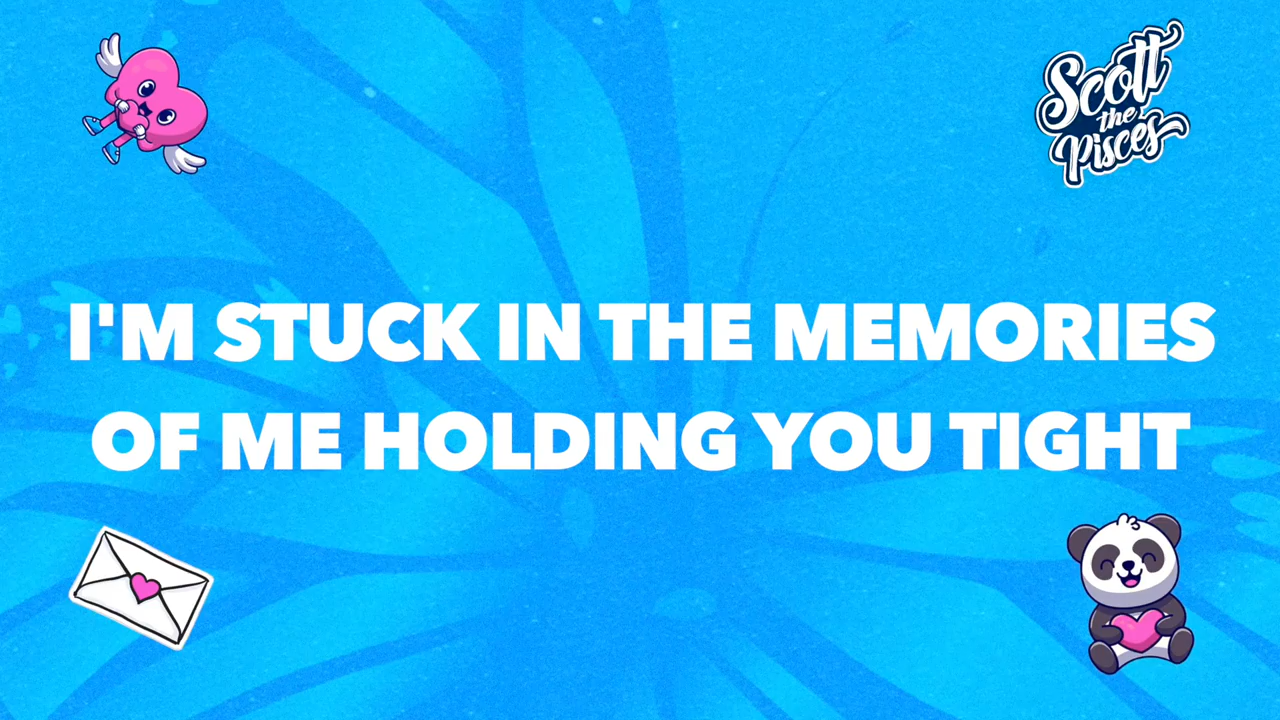 Scott
the
Pisces
I'M STUCK IN THE MEMORIES
OF ME HOLDING YOU TIGHT